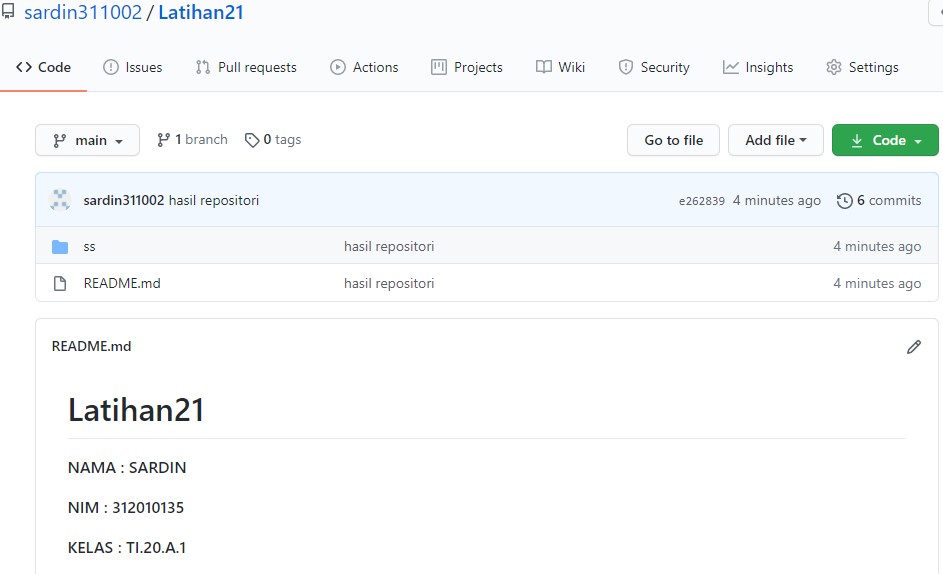 sardin311002 / Latihan21
Code Issues Pull requests Actions Projects Wiki Security Insights Settings
main 1 branch 0 tags Go to file Add file Code
sardin311002 hasil repositori e262839 4 minutes ago 6 commits
ss hasil repositori 4 minutes ago
README.md hasil repositori 4 minutes ago
README.md
Latihan21
NAMA : SARDIN
NIM : 312010135
KELAS : TI.20.A.1